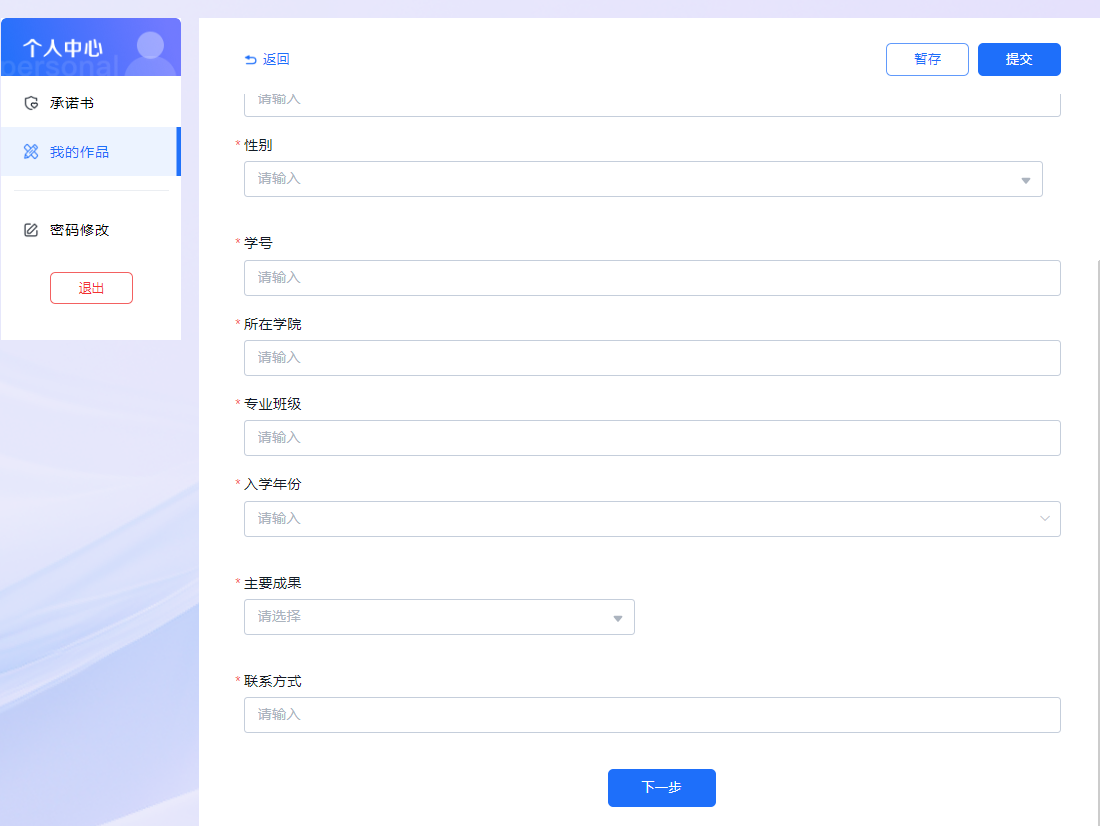 个人中心
personal
承诺书
我的作品
密码修改
退出
返回
暂存
提交
请输入
* 性别
请输入
* 学号
请输入
* 所在学院
请输入
* 专业班级
请输入
* 入学年份
请输入
* 主要成果
请选择
* 联系方式
请输入
下一步